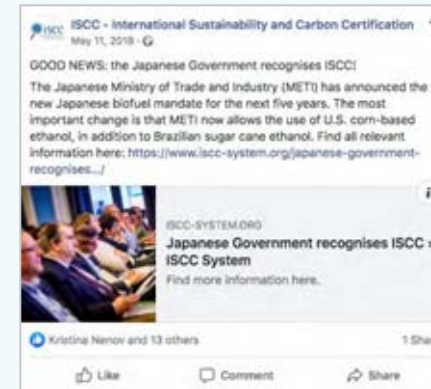 ISCC - International Sustainability and Carbon Certification
May 11, 2018 ·
GOOD NEWS: the Japanese Government recognises ISCC!
The Japanese Ministry of Trade and Industry (METI) has announced the
new Japanese biofuel mandate for the next five years. The most
important change is that METI now allows the use of U.S. corn-based
ethanol, in addition to Brazilian sugar cane ethanol. Find all relevant
information here: https://www.iscc-system.org/japanese-government-
recognises.../
ISCC-SYSTEM.ORG
Japanese Government recognises ISCC ›
ISCC System
Find more information here.
Kristina Nenov and 13 others
1 Shar
Like
Comment
Share